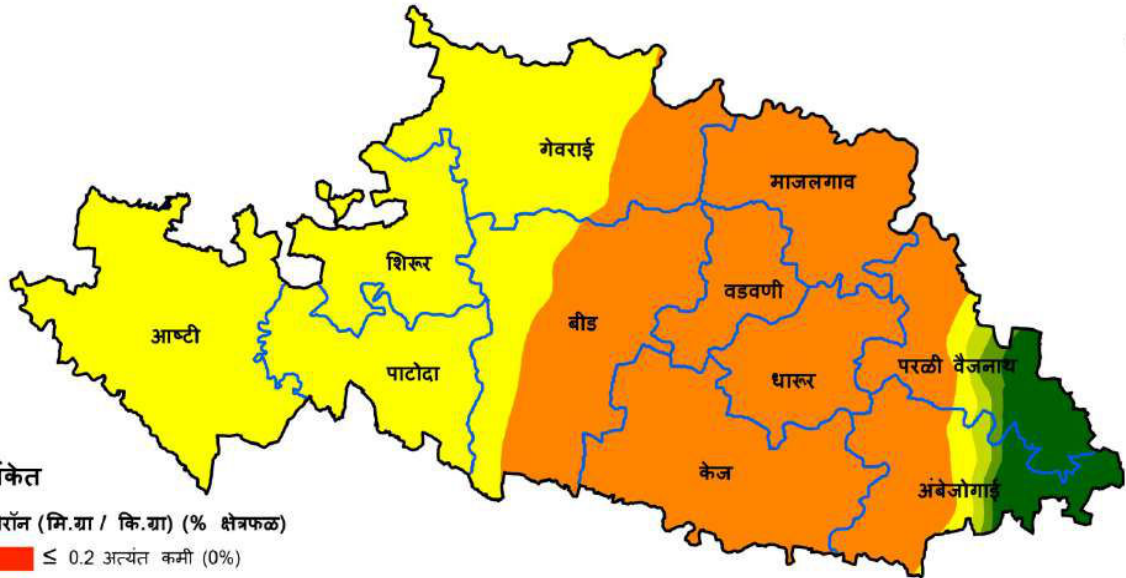 गेवराई
माजलगाव
शिरूर
वडवणी
आष्टी
बीड
पाटोदा
धारूर
परळी वैजनाथ
केज
अंबेजोगाई
(मि.ग्रा / कि.ग्रा) (% क्षेत्रफळ)
≤ 0.2 अत्यंत कमी (0%)